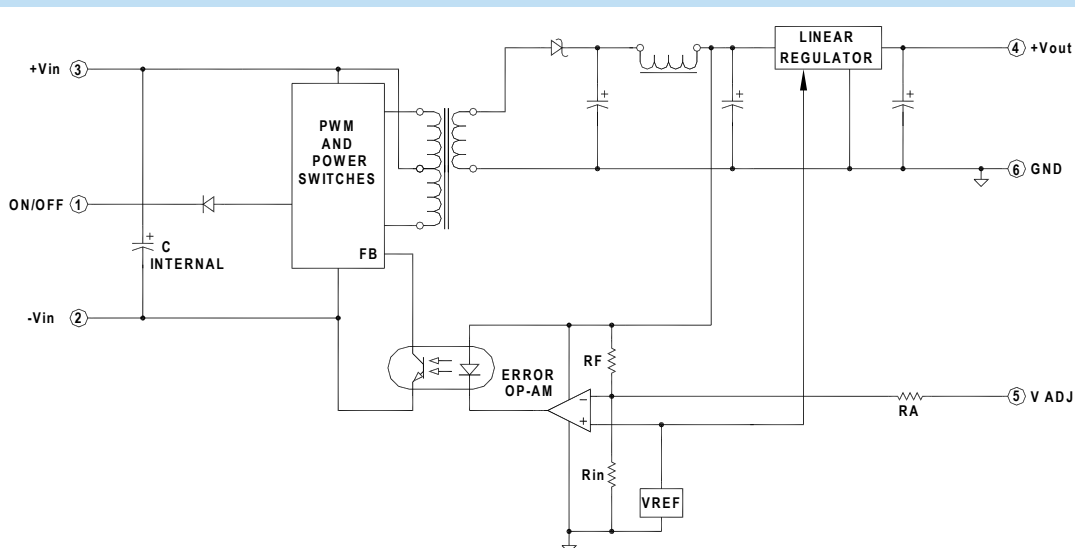 LINEAR
REGULATOR
4 +Vout
+
+
+
+Vin 3
PWM
AND
POWER
SWITCHES
6 GND
ON/OFF 1
+
C
INTERNAL
FB
-Vin 2
RF
ERROR
OP-AM
−
+
5 V ADJ
RA
Rin
VREF